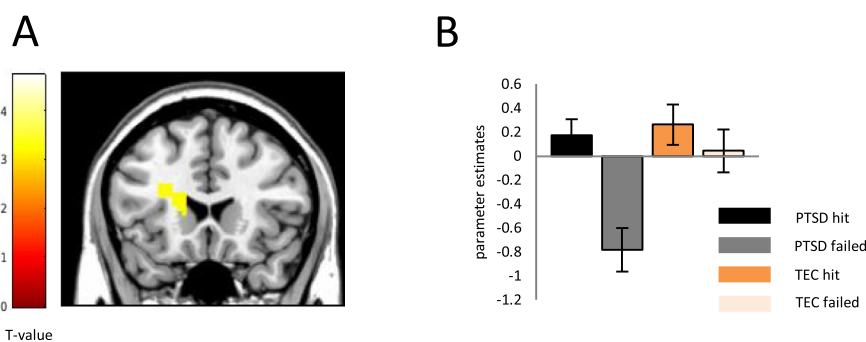 A
4
3
2
1
0
T-value
B
parameter estimates
0.6
0.4
0.2
0
-0.2
-0.4
-0.6
-0.8
-1
-1.2
PTSD hit
PTSD failed
TEC hit
TEC failed